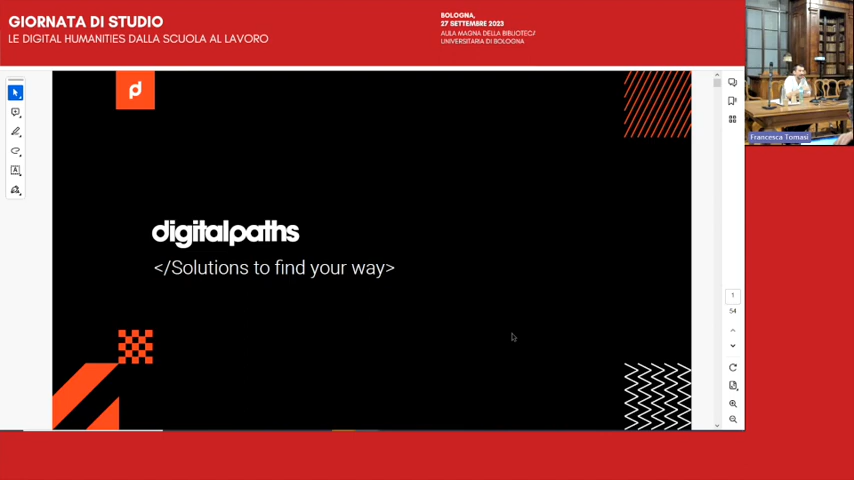 GIORNATA DI STUDIO
LE DIGITAL HUMANITIES DALLA SCUOLA AL LAVORO
BOLOGNA,
27 SETTEMBRE 2023
AULA MAGNA DELLA BIBLIOTECA
UNIVERSITARIA DI BOLOGNA
Francesca Tomasi
digitalpaths
</Solutions to find your way>
1
54